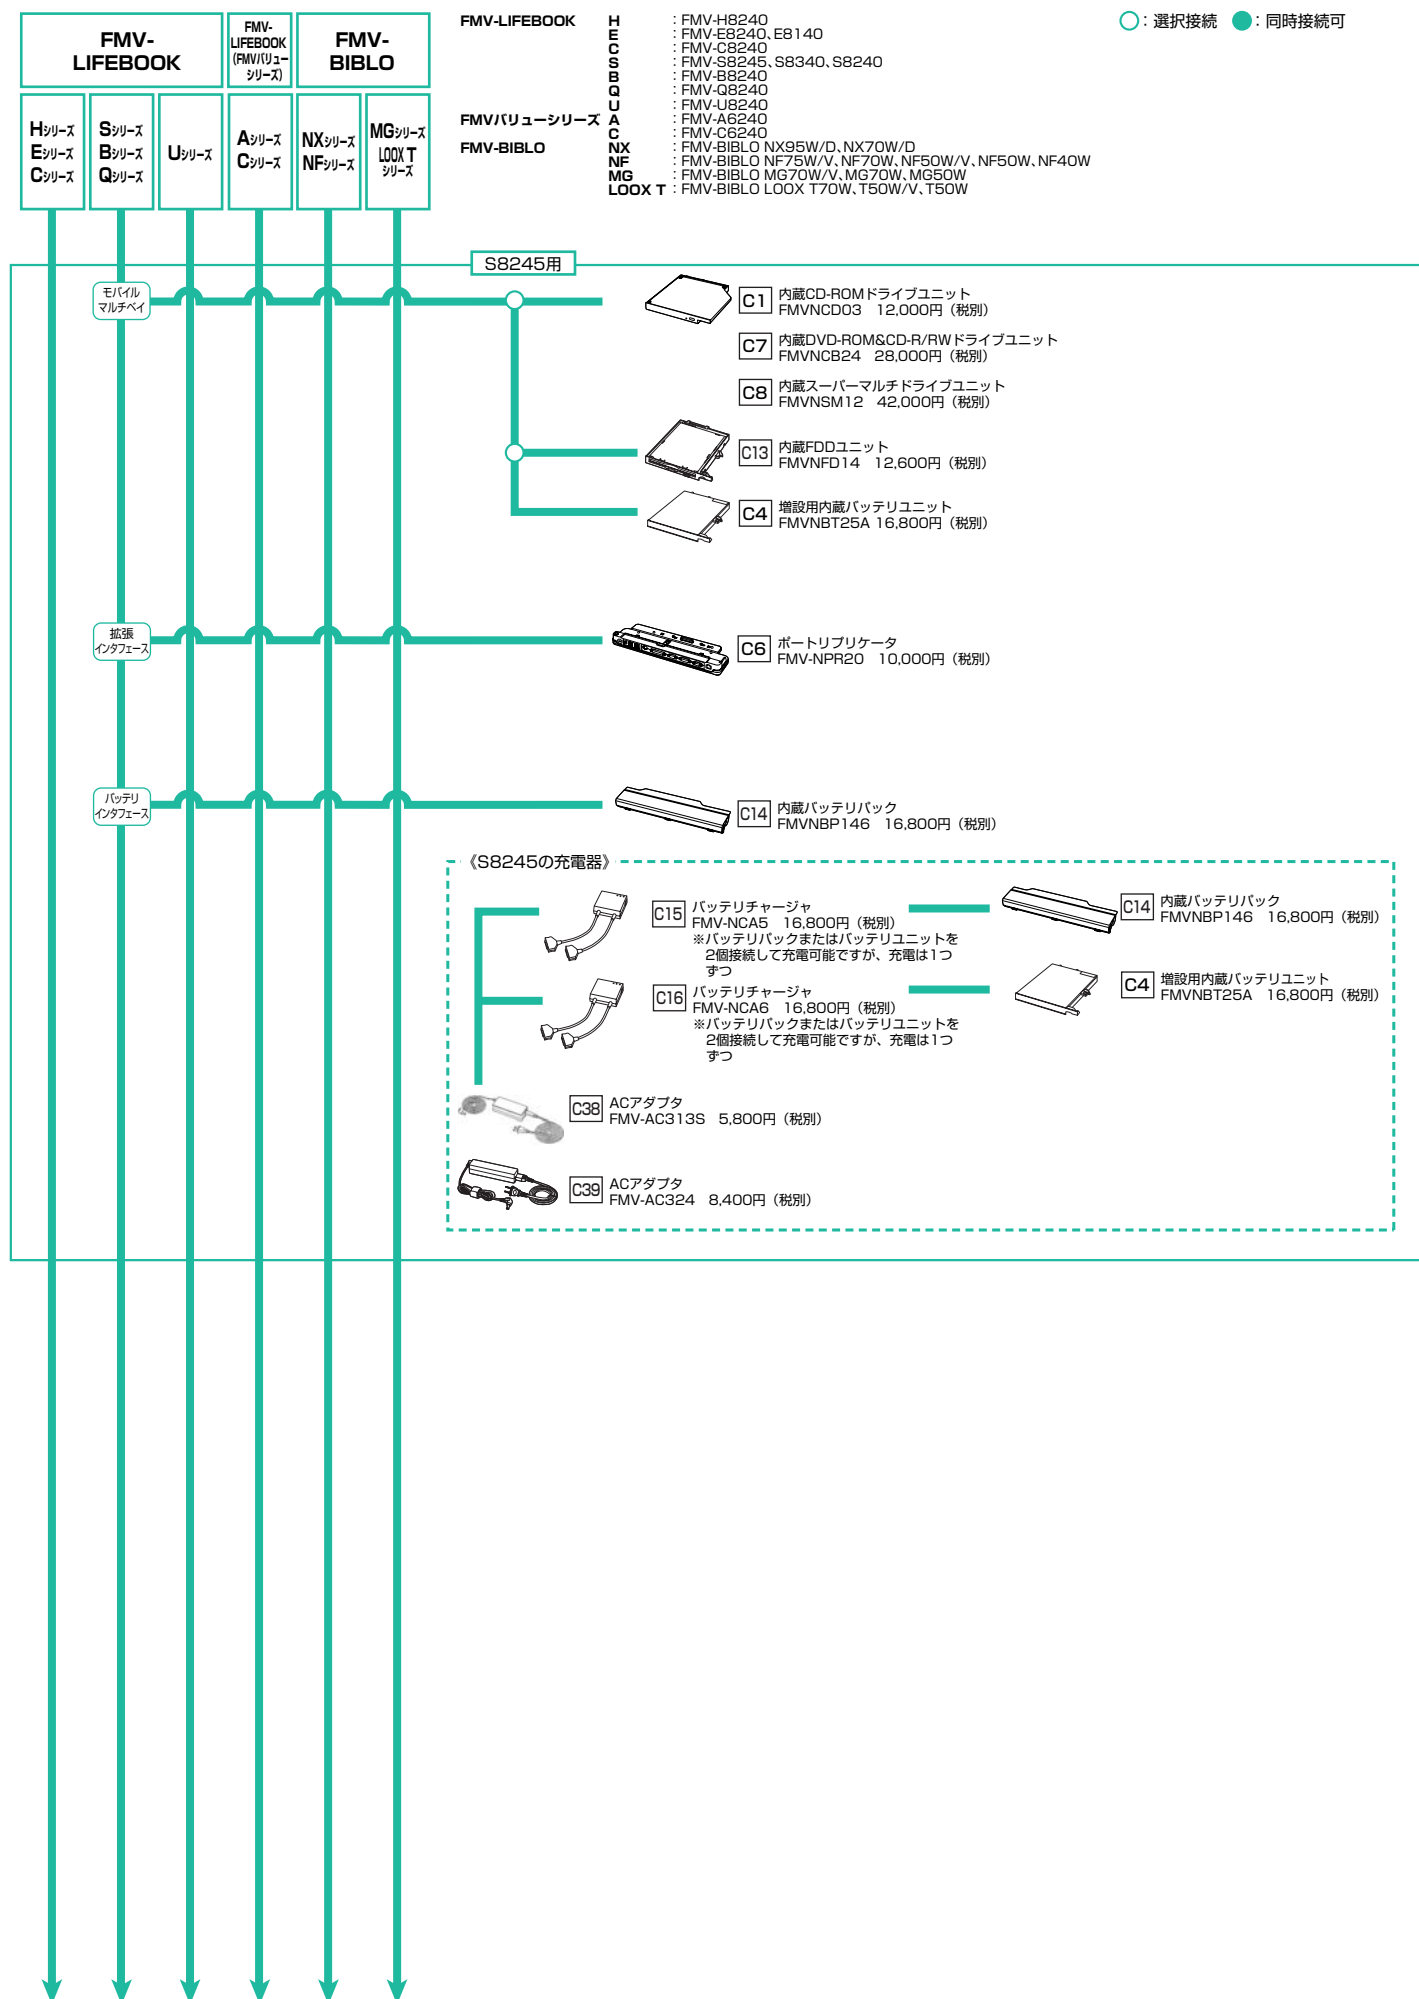 FMV-
LIFEBOOK
FMV-
LIFEBOOK
(FMVバリュー
シリーズ)
FMV-
BIBLO
Hシリーズ
Eシリーズ
Cシリーズ
Sシリーズ
Bシリーズ
Qシリーズ
Uシリーズ
Aシリーズ
Cシリーズ
NXシリーズ
NFシリーズ
MGシリーズ
LOOX T
シリーズ
FMV-LIFEBOOK H : FMV-H8240
E : FMV-E8240、E8140
C : FMV-C8240
S : FMV-S8245、S8340、S8240
B : FMV-B8240
Q : FMV-Q8240
U : FMV-U8240
FMVバリューシリーズ A : FMV-A6240
C : FMV-C6240
FMV-BIBLO NX : FMV-BIBLO NX95W/D、NX70W/D
NF : FMV-BIBLO NF75W/V、NF70W、NF50W/V、NF50W、NF40W
MG : FMV-BIBLO MG70W/V、MG70W、MG50W
LOOX T : FMV-BIBLO LOOX T70W、T50W/V、T50W
○：選択接続 ●：同時接続可
S8245用
モバイル
マルチベイ
C1 内蔵CD-ROMドライブユニット
FMVNCD03 12,000円（税別）
C7 内蔵DVD-ROM&CD-R/RWドライブユニット
FMVNCB24 28,000円（税別）
C8 内蔵スーパーマルチドライブユニット
FMVNSM12 42,000円（税別）
C13 内蔵FDDユニット
FMVNFD14 12,600円（税別）
C4 増設用内蔵バッテリユニット
FMVNBT25A 16,800円（税別）
拡張
インタフェース
C6 ポートリプリケータ
FMV-NPR20 10,000円（税別）
バッテリ
インタフェース
C14 内蔵バッテリパック
FMVNBP146 16,800円（税別）
《S8245の充電器》
C15 バッテリチャージャ
FMV-NCA5 16,800円（税別）
※バッテリパックまたはバッテリユニットを
2個接続して充電可能ですが、充電は1つ
ずつ
C14 内蔵バッテリパック
FMVNBP146 16,800円（税別）
C16 バッテリチャージャ
FMV-NCA6 16,800円（税別）
※バッテリパックまたはバッテリユニットを
2個接続して充電可能ですが、充電は1つ
ずつ
C4 増設用内蔵バッテリユニット
FMVNBT25A 16,800円（税別）
C38 ACアダプタ
FMV-AC313S 5,800円（税別）
C39 ACアダプタ
FMV-AC324 8,400円（税別）